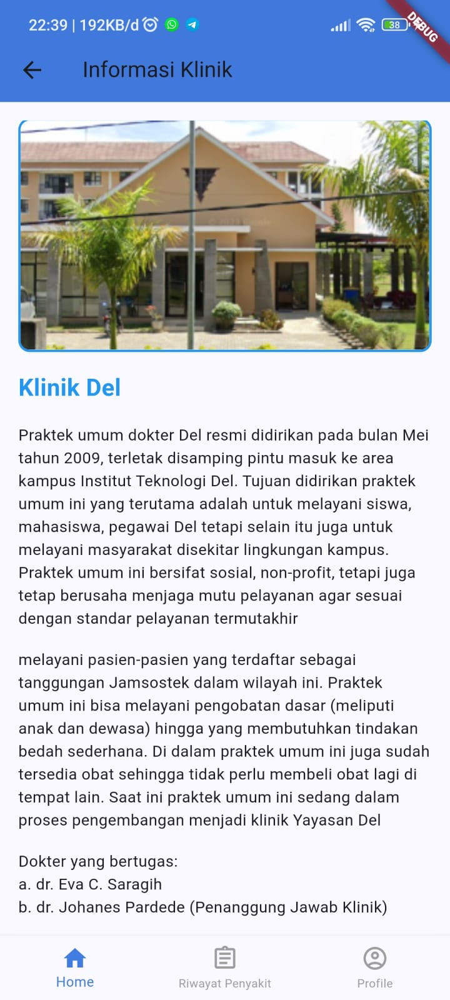 22:39 | 192KB/d
38
DEBUG
Informasi Klinik
Klinik Del
Praktek umum dokter Del resmi didirikan pada bulan Mei
tahun 2009, terletak disamping pintu masuk ke area
kampus Institut Teknologi Del. Tujuan didirikan praktek
umum ini yang terutama adalah untuk melayani siswa,
mahasiswa, pegawai Del tetapi selain itu juga untuk
melayani masyarakat disekitar lingkungan kampus.
Praktek umum ini bersifat sosial, non-profit, tetapi juga
tetap berusaha menjaga mutu pelayanan agar sesuai
dengan standar pelayanan termutakhir
melayani pasien-pasien yang terdaftar sebagai
tanggungan Jamsostek dalam wilayah ini. Praktek
umum ini bisa melayani pengobatan dasar (meliputi
anak dan dewasa) hingga yang membutuhkan tindakan
bedah sederhana. Di dalam praktek umum ini juga sudah
tersedia obat sehingga tidak perlu membeli obat lagi di
tempat lain. Saat ini praktek umum ini sedang dalam
proses pengembangan menjadi klinik Yayasan Del
Dokter yang bertugas:
a. dr. Eva C. Saragih
b. dr. Johanes Pardede (Penanggung Jawab Klinik)
Home
Riwayat Penyakit
Profile